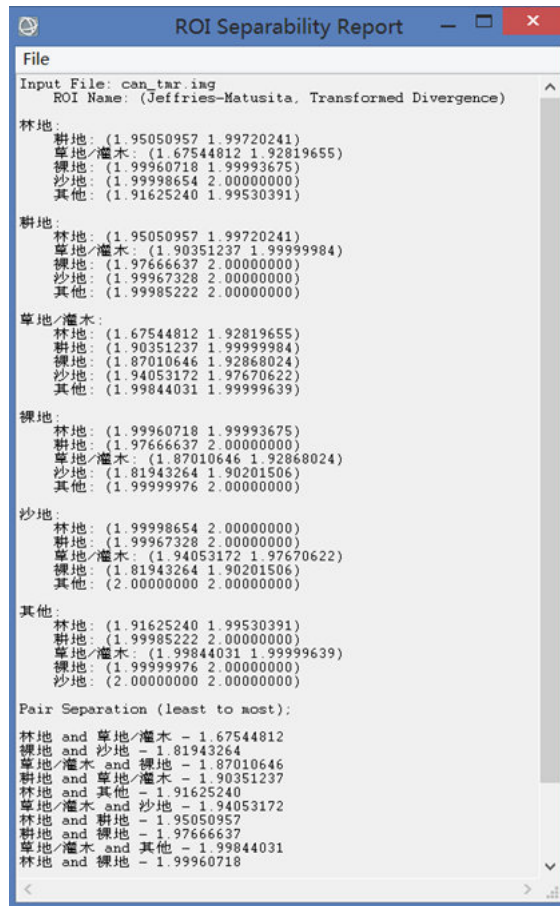 ROI Separability Report
File
Input File: can_tmr.img
ROI Name: (Jeffries-Matusita, Transformed Divergence)
林地:
耕地: (1.95050957 1.99720241)
草地/灌木: (1.67544812 1.92819655)
裸地: (1.99960718 1.99993675)
沙地: (1.99998654 2.00000000)
其他: (1.91625240 1.99530391)
耕地:
林地: (1.95050957 1.99720241)
草地/灌木: (1.90351237 1.99999984)
裸地: (1.97666637 2.00000000)
沙地: (1.99967328 2.00000000)
其他: (1.99985222 2.00000000)
草地/灌木:
林地: (1.67544812 1.92819655)
耕地: (1.90351237 1.99999984)
裸地: (1.87010646 1.92868024)
沙地: (1.94053172 1.97670622)
其他: (1.99844031 1.99999639)
裸地:
林地: (1.99960718 1.99993675)
耕地: (1.97666637 2.00000000)
草地/灌木: (1.87010646 1.92868024)
沙地: (1.81943264 1.90201506)
其他: (1.99999976 2.00000000)
沙地:
林地: (1.99998654 2.00000000)
耕地: (1.99967328 2.00000000)
草地/灌木: (1.94053172 1.97670622)
裸地: (1.81943264 1.90201506)
其他: (2.00000000 2.00000000)
其他:
林地: (1.91625240 1.99530391)
耕地: (1.99985222 2.00000000)
草地/灌木: (1.99844031 1.99999639)
裸地: (1.99999976 2.00000000)
沙地: (2.00000000 2.00000000)
Pair Separation (least to most);
林地 and 草地/灌木 - 1.67544812
裸地 and 沙地 - 1.81943264
草地/灌木 and 裸地 - 1.87010646
耕地 and 草地/灌木 - 1.90351237
林地 and 其他 - 1.91625240
草地/灌木 and 沙地 - 1.94053172
林地 and 耕地 - 1.95050957
耕地 and 裸地 - 1.97666637
草地/灌木 and 其他 - 1.99844031
林地 and 裸地 - 1.99960718